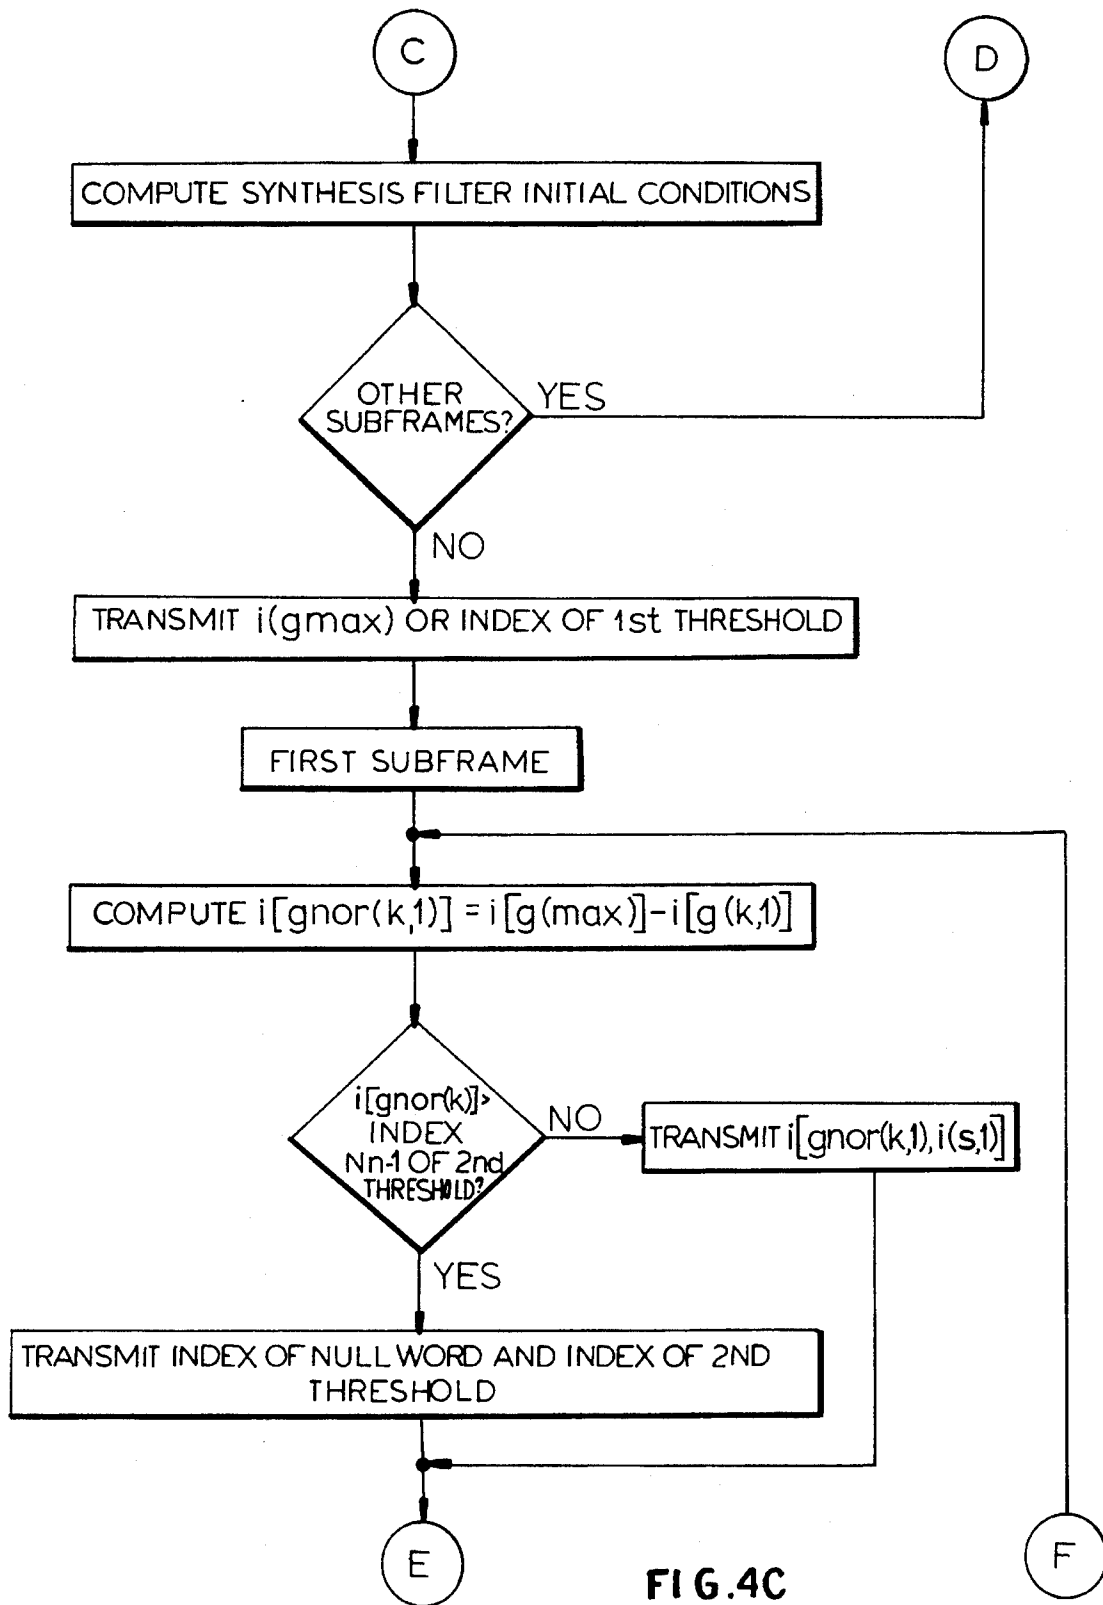 C
D
COMPUTE SYNTHESIS FILTER INITIAL CONDITIONS
OTHER
SUBFRAMES?
YES
NO
TRANSMIT i(gmax) OR INDEX OF 1st THRESHOLD
FIRST SUBFRAME
COMPUTE i[gnor(k,1)] = i[g(max)]-i[g(k,1)]
i[gnor(k)]>
INDEX
Nn-1 OF 2nd
THRESHOLD?
NO
TRANSMIT i[gnor(k,1), i(s,1)]
YES
TRANSMIT INDEX OF NULL WORD AND INDEX OF 2ND
THRESHOLD
E
F
FIG.4C